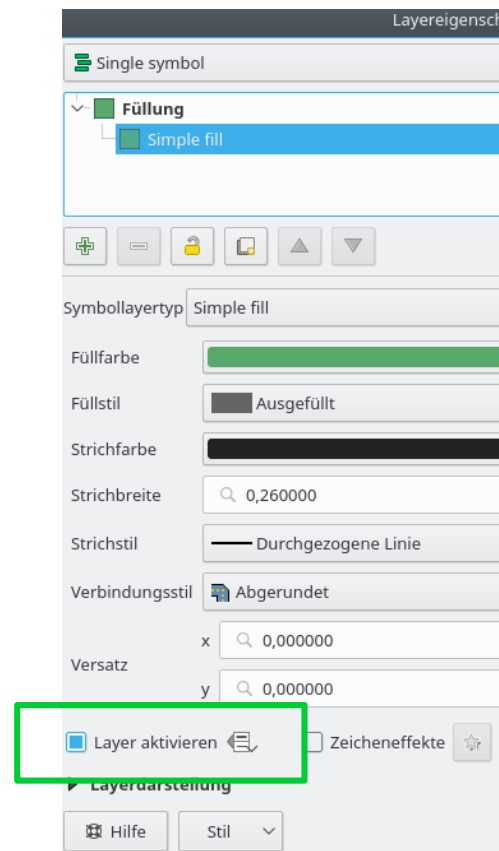 Layereigensch
Single symbol
Füllung
Simple fill
Symbollayertyp Simple fill
Füllfarbe
Füllstil Ausgefüllt
Strichfarbe
Strichbreite 0,260000
Strichstil Durchgezogene Linie
Verbindungsstil Abgerundet
Versatz
x 0,000000
y 0,000000
Layer aktivieren Zeicheneffekte
Layerdarstellung
Hilfe Stil